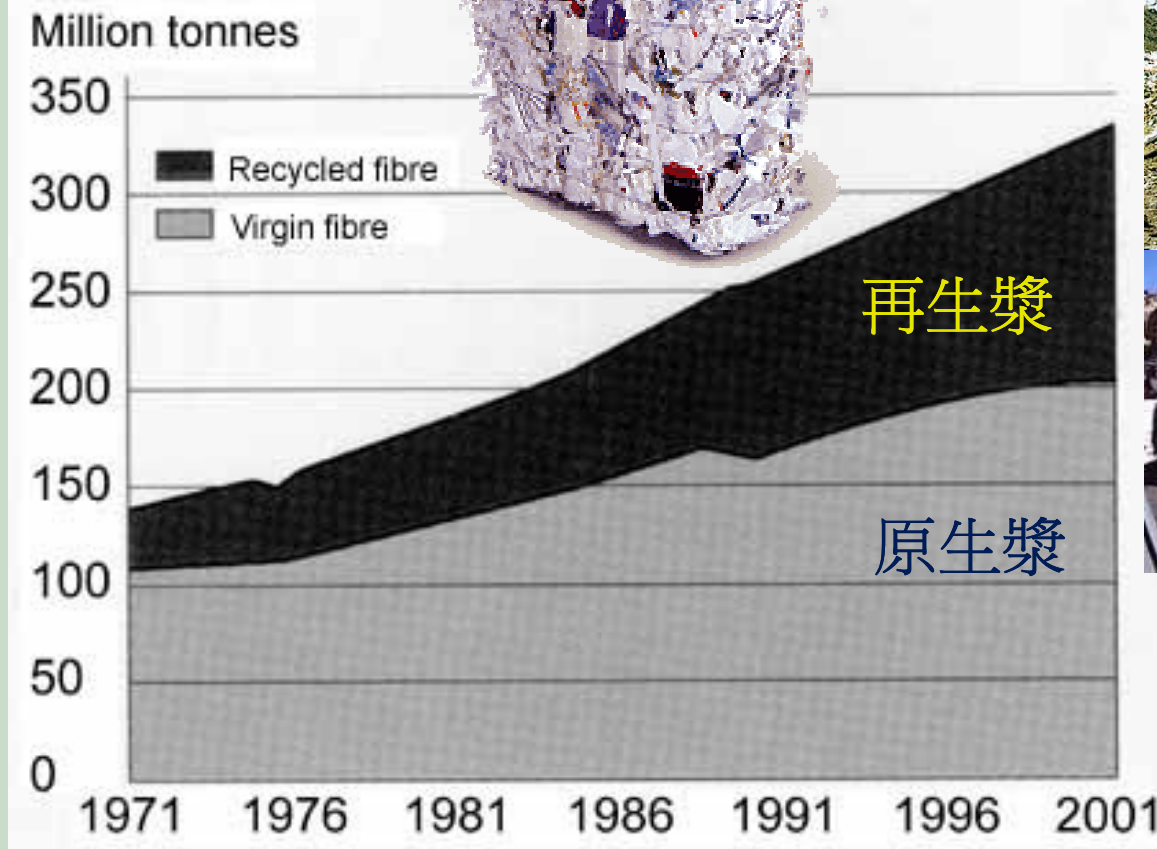 Million tonnes
350
Recycled fibre
300
Virgin fibre
250
再生漿
200
150
原生漿
100
50
0
1971 1976 1981 1986 1991 1996 2001